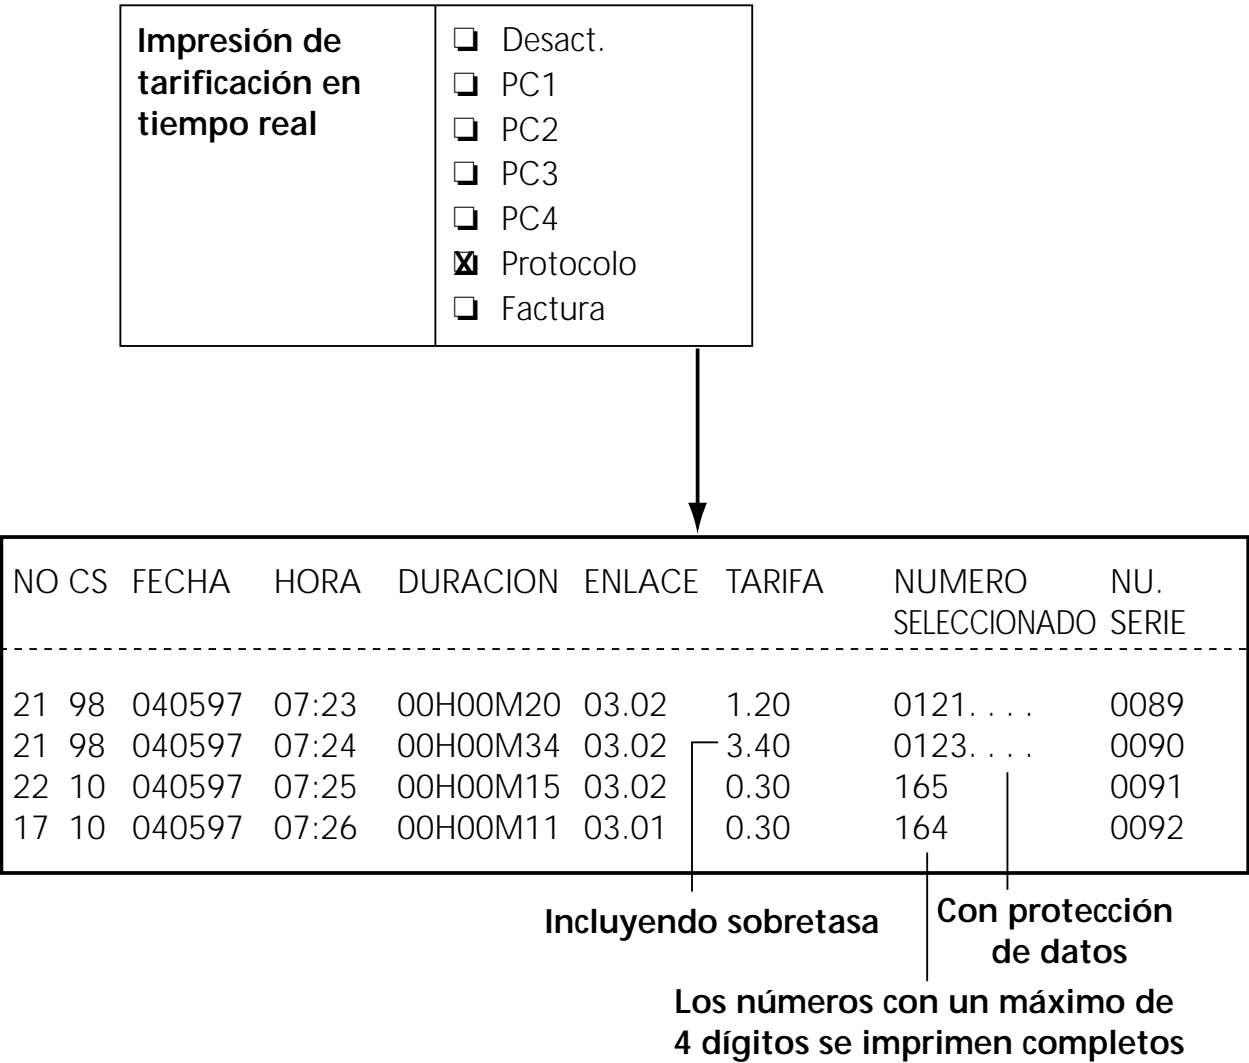 Impresión de
tarificación en
tiempo real
❏ Desact.
❏ PC1
❏ PC2
❏ PC3
❏ PC4
X Protocolo
❏ Factura
NO CS FECHA HORA DURACION ENLACE TARIFA NUMERO NU.
SELECCIONADO SERIE
21 98 040597 07:23 00H00M20 03.02 1.20 0121. . . . 0089
21 98 040597 07:24 00H00M34 03.02 3.40 0123. . . . 0090
22 10 040597 07:25 00H00M15 03.02 0.30 165 0091
17 10 040597 07:26 00H00M11 03.01 0.30 164 0092
Incluyendo sobretasa
Con protección
de datos
Los números con un máximo de
4 dígitos se imprimen completos